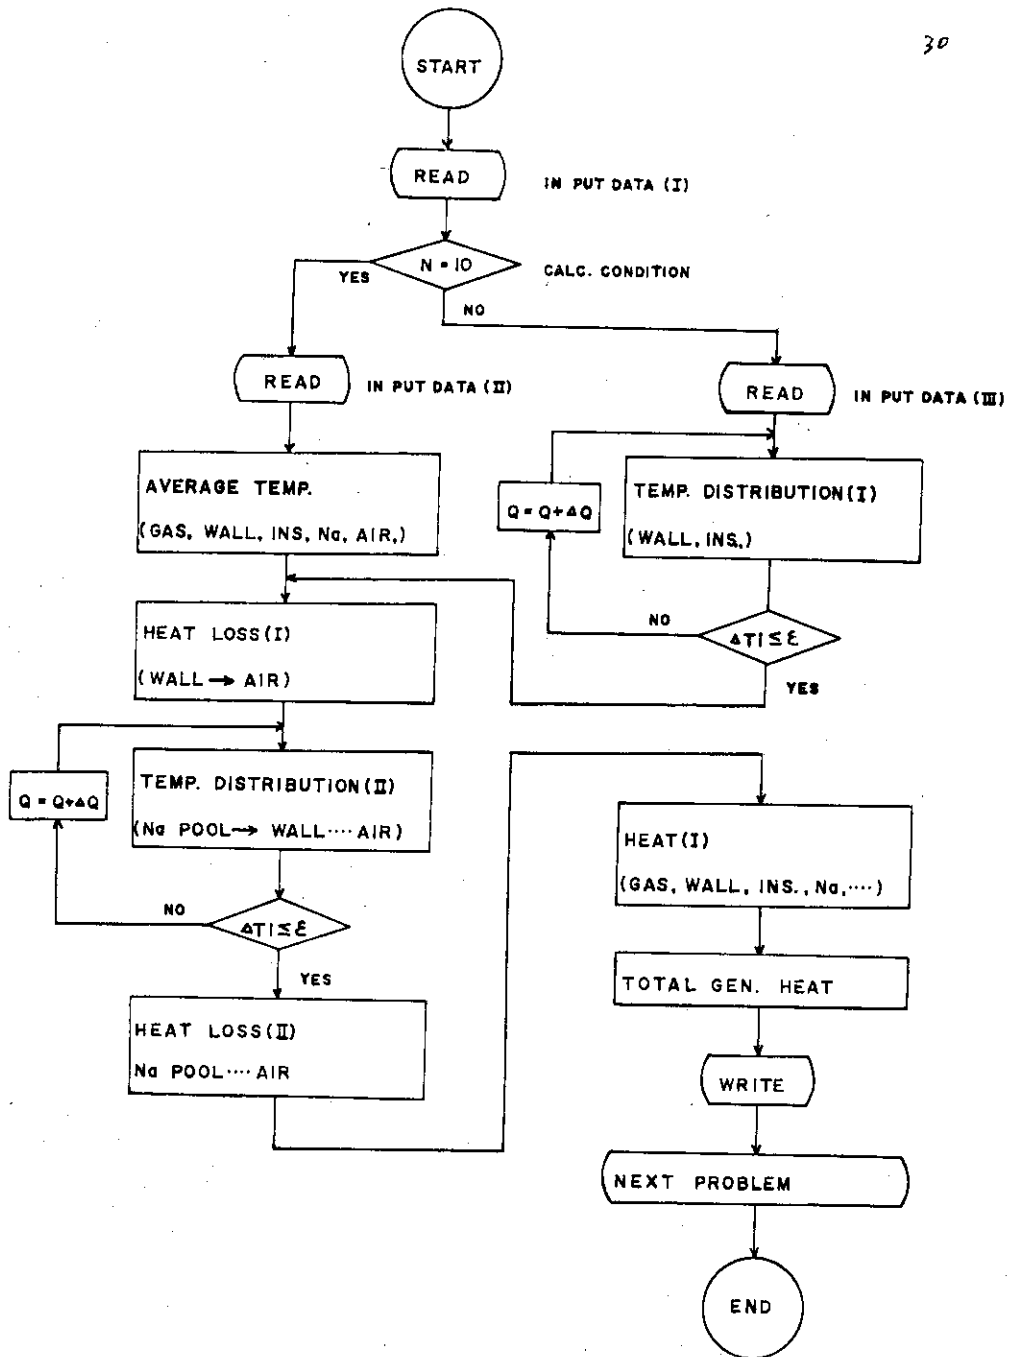 30
START
READ
IN PUT DATA (I)
N = 10
CALC. CONDITION
YES
NO
READ
IN PUT DATA (II)
READ
IN PUT DATA (III)
AVERAGE TEMP.
(GAS, WALL, INS, Na, AIR,)
Q = Q+ΔQ
TEMP. DISTRIBUTION(I)
(WALL, INS,)
NO
ΔTI ≤ ε
YES
HEAT LOSS(I)
(WALL → AIR)
Q = Q+ΔQ
TEMP. DISTRIBUTION(II)
(Na POOL→ WALL···· AIR)
NO
ΔTI ≤ ε
YES
HEAT LOSS(II)
Na POOL···· AIR
HEAT(I)
(GAS, WALL, INS., Na,····)
TOTAL GEN. HEAT
WRITE
NEXT PROBLEM
END